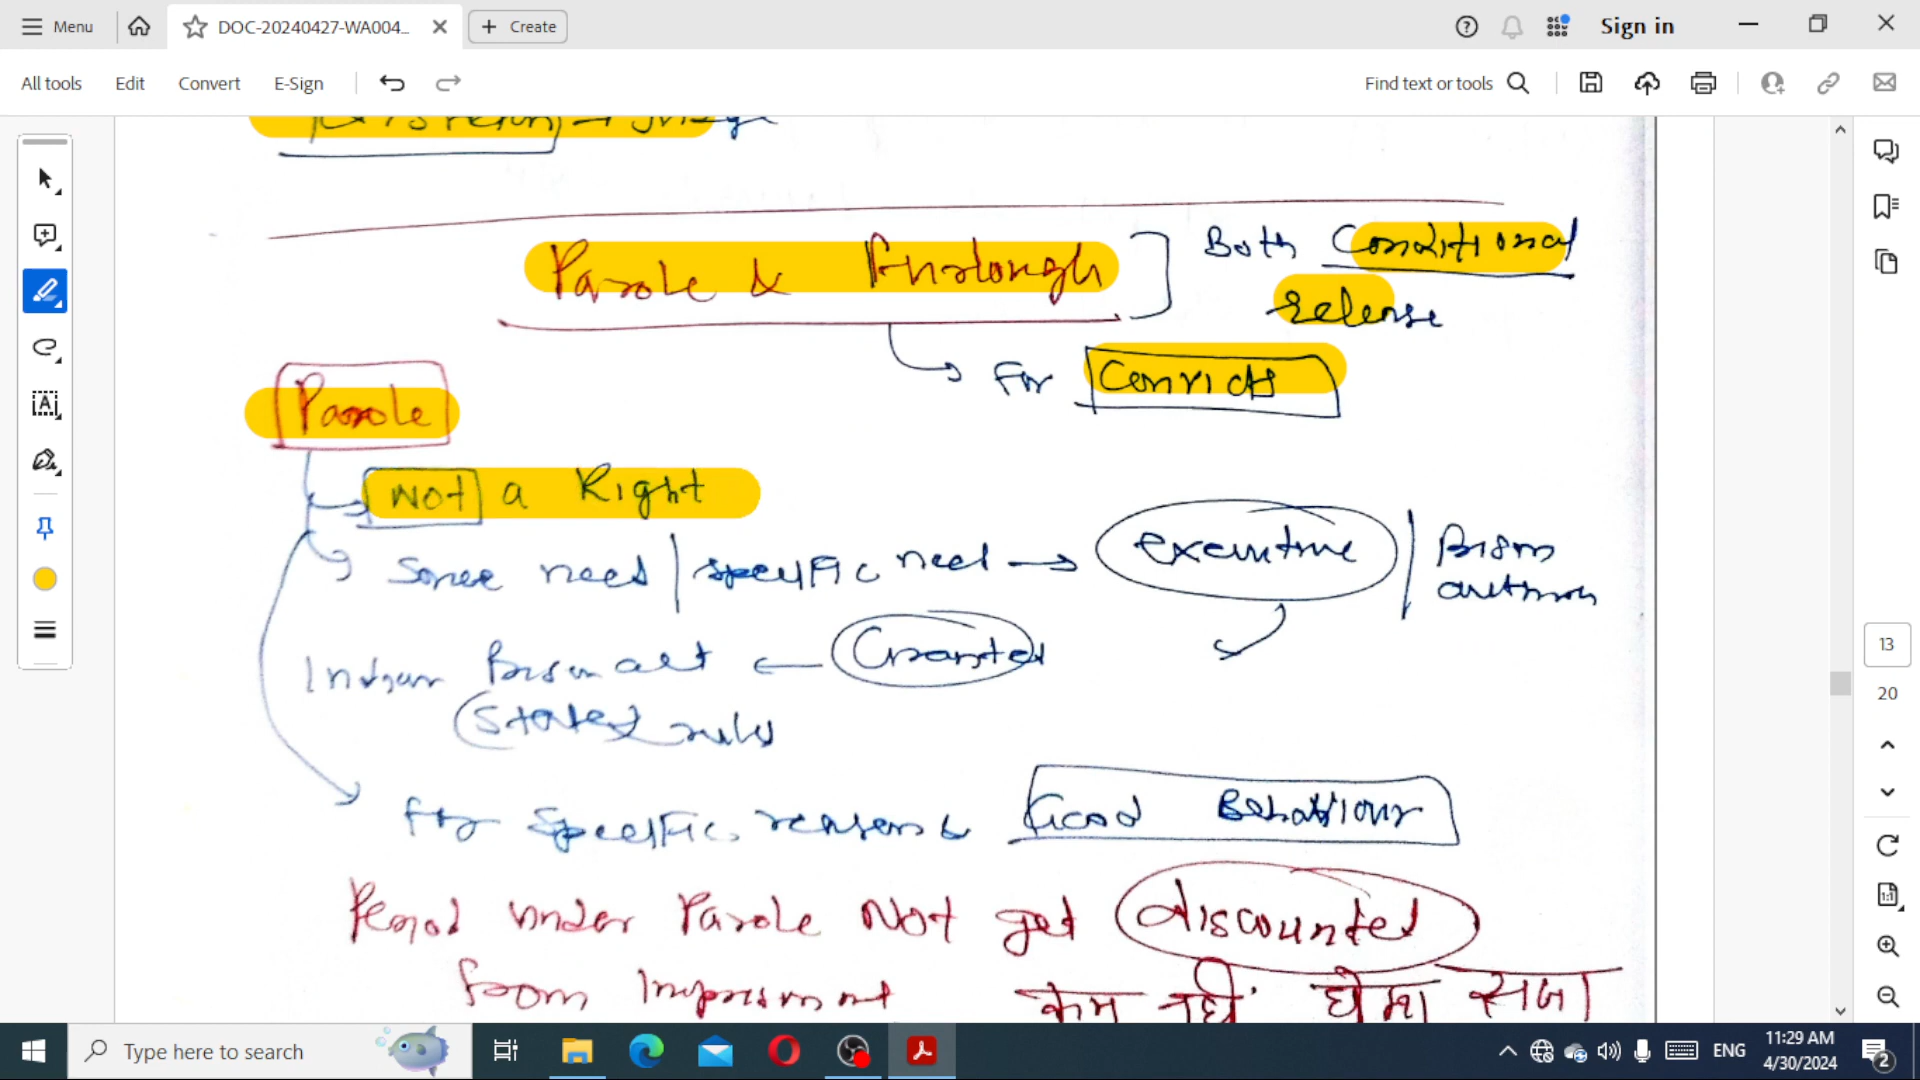 Menu
DOC-20240427-WA004...
Create
Sign in
All tools
Edit
Convert
E-Sign
Find text or tools
Parole & Furlough
Both Conditional
release
For Convicts
Parole
Not a Right
Some need | specific need → executive | Prison
Indian Prison act ← Granted
States rules
for specific reasons & Good Behaviour
Period under Parole Not get discounted
from Imprisonment
सजा
13
20
Type here to search
ENG
11:29 AM
4/30/2024
2